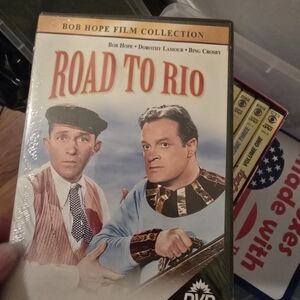 BOB HOPE FILM COLLECTION
BOB HOPE • DOROTHY LAMOUR • BING CROSBY
ROAD TO RIO
DVD
made with